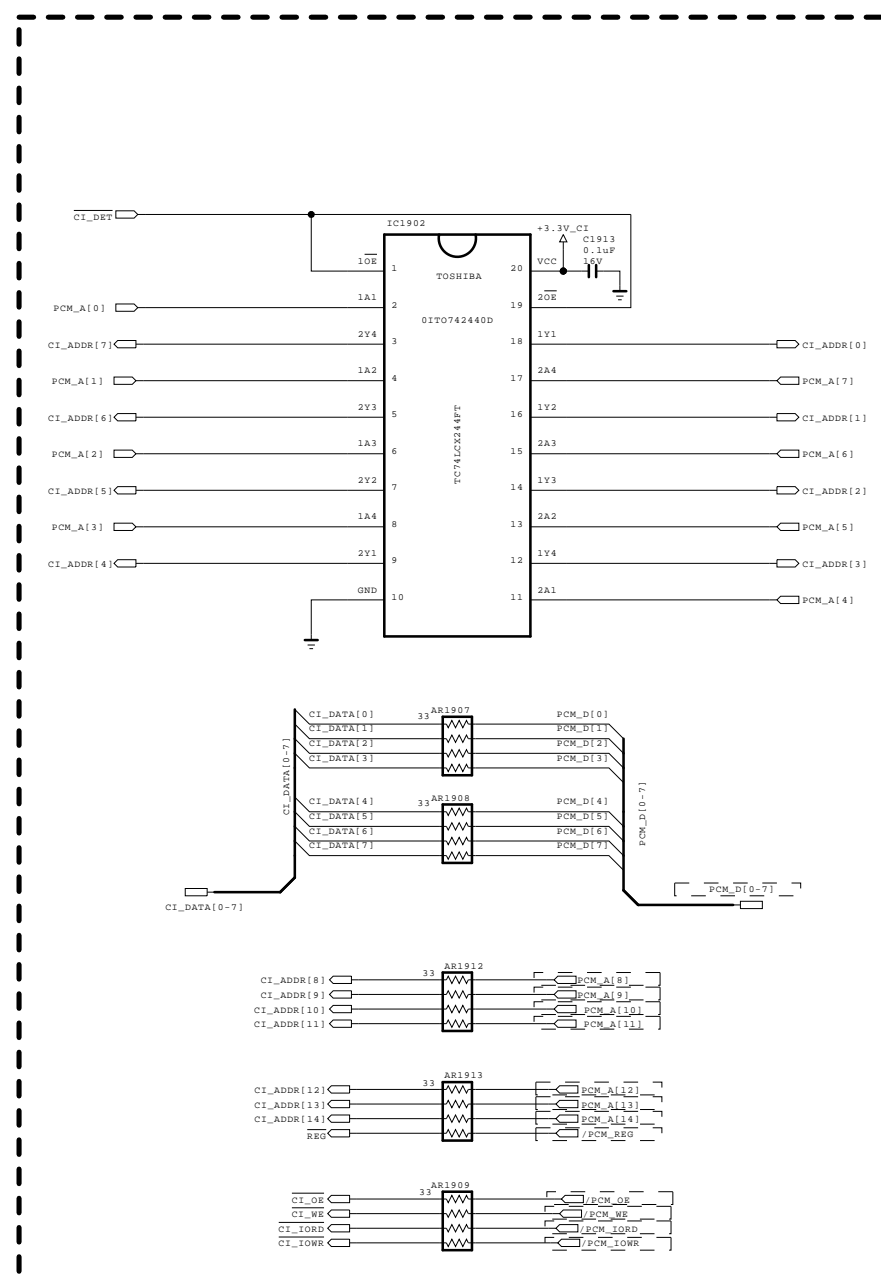 CI_DET
IC1902
+3.3V_CI
C1913
0.1uF
16V
1OE 1 TOSHIBA 20 VCC
PCM_A[0] 1A1 2 19 2OE
0ITO742440D
CI_ADDR[7] 2Y4 3 18 1Y1 CI_ADDR[0]
PCM_A[1] 1A2 4 17 2A4 PCM_A[7]
CI_ADDR[6] 2Y3 5 16 1Y2 CI_ADDR[1]
TC74LCX244FT
PCM_A[2] 1A3 6 15 2A3 PCM_A[6]
CI_ADDR[5] 2Y2 7 14 1Y3 CI_ADDR[2]
PCM_A[3] 1A4 8 13 2A2 PCM_A[5]
CI_ADDR[4] 2Y1 9 12 1Y4 CI_ADDR[3]
GND 10 11 2A1 PCM_A[4]
AR1907
33
CI_DATA[0] PCM_D[0]
CI_DATA[1] PCM_D[1]
CI_DATA[2] PCM_D[2]
CI_DATA[3] PCM_D[3]
CI_DATA[0-7]
AR1908
33
CI_DATA[4] PCM_D[4]
CI_DATA[5] PCM_D[5]
CI_DATA[6] PCM_D[6]
CI_DATA[7] PCM_D[7]
PCM_D[0-7]
PCM_D[0-7]
CI_DATA[0-7]
AR1912
33
CI_ADDR[8] PCM_A[8]
CI_ADDR[9] PCM_A[9]
CI_ADDR[10] PCM_A[10]
CI_ADDR[11] PCM_A[11]
AR1913
33
CI_ADDR[12] PCM_A[12]
CI_ADDR[13] PCM_A[13]
CI_ADDR[14] PCM_A[14]
REG /PCM_REG
AR1909
33
CI_OE /PCM_OE
CI_WE /PCM_WE
CI_IORD /PCM_IORD
CI_IOWR /PCM_IOWR